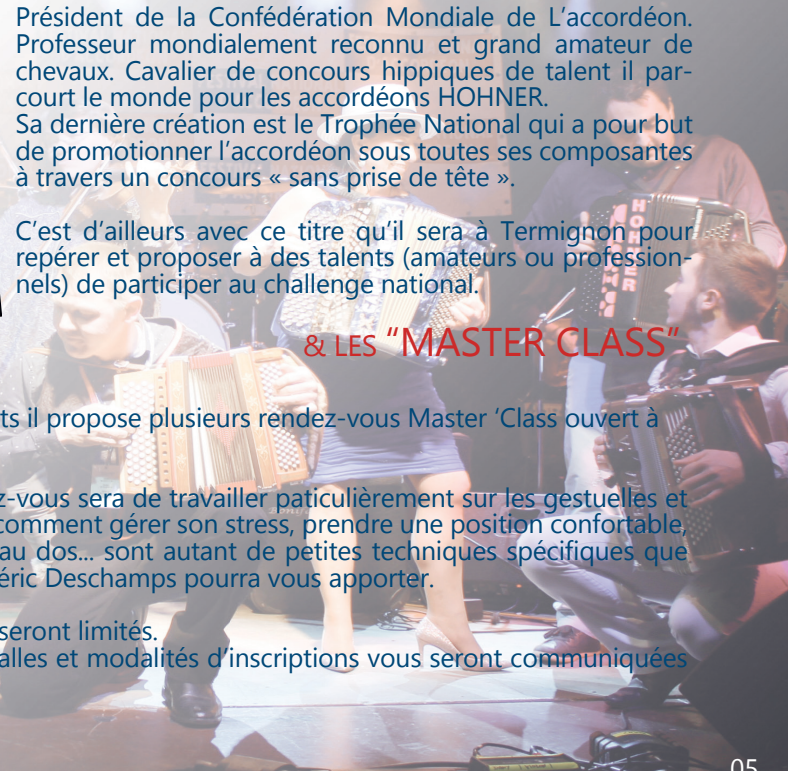 Président de la Confédération Mondiale de L’accordéon.
Professeur mondialement reconnu et grand amateur de
chevaux. Cavalier de concours hippiques de talent il par-
court le monde pour les accordéons HOHNER.
Sa dernière création est le Trophée National qui a pour but
de promotionner l’accordéon sous toutes ses composantes
à travers un concours « sans prise de tête ».
C’est d’ailleurs avec ce titre qu’il sera à Termignon pour
repérer et proposer à des talents (amateurs ou profession-
nels) de participer au challenge national.
HOHNER
& LES “MASTER CLASS”
ts il propose plusieurs rendez-vous Master ‘Class ouvert à
z-vous sera de travailler paticulièrement sur les gestuelles et
comment gérer son stress, prendre une position confortable,
au dos... sont autant de petites techniques spécifiques que
éric Deschamps pourra vous apporter.
seront limités.
alles et modalités d’inscriptions vous seront communiquées
05